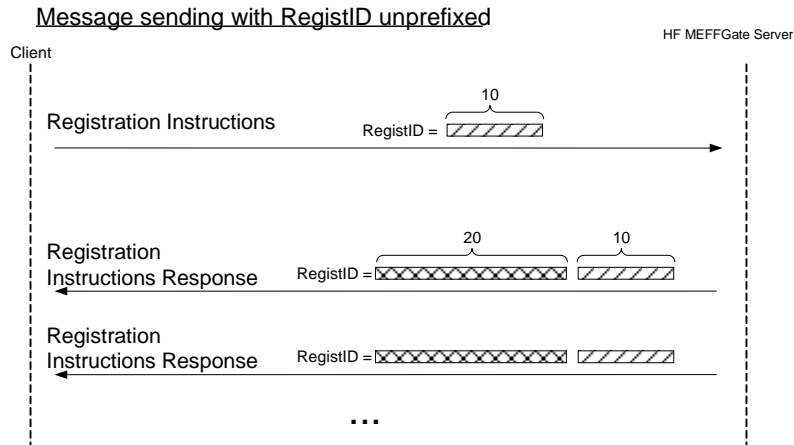 Message sending with RegistID unprefixed
HF MEFFGate Server
Client
10
Registration Instructions
RegistID =
20
10
Registration
Instructions Response
RegistID =
Registration
Instructions Response
RegistID =
...